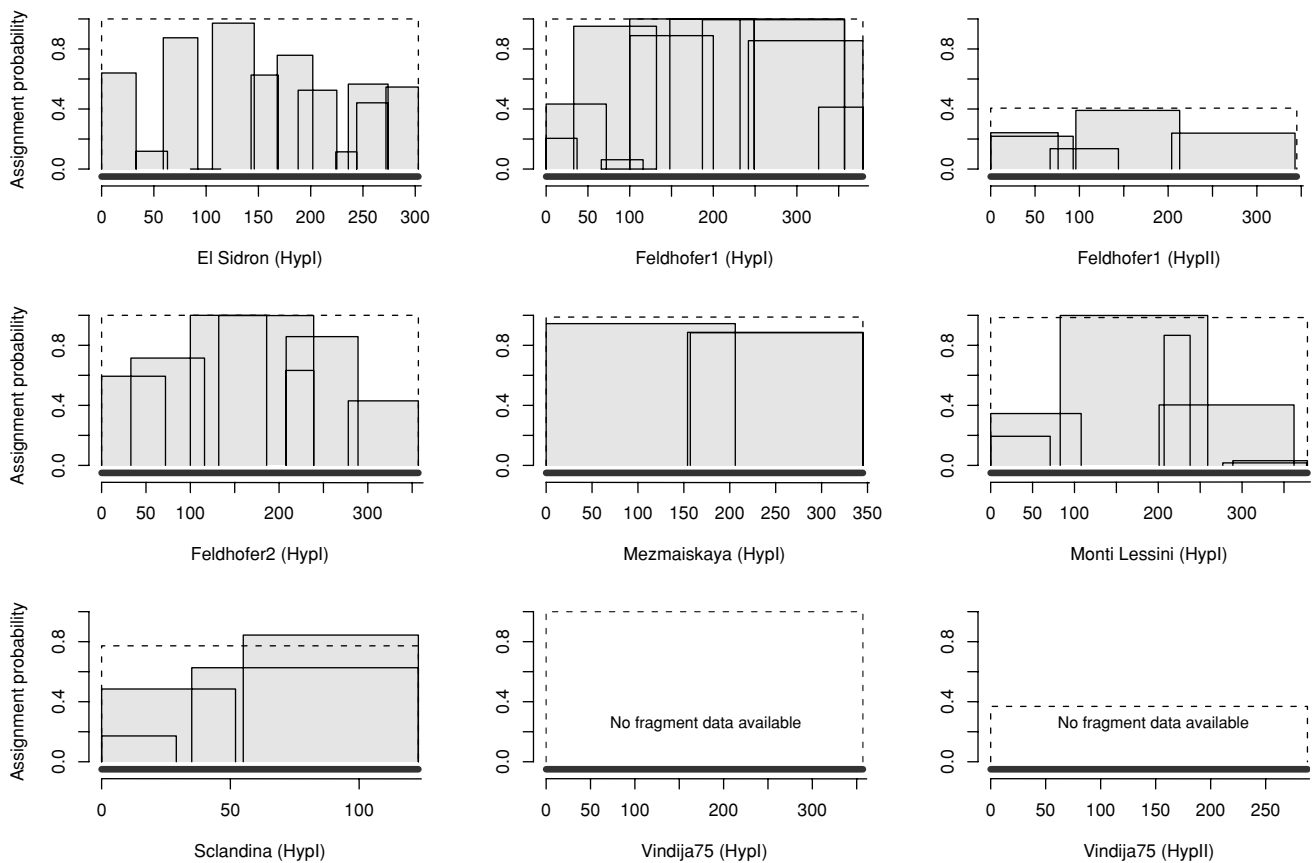 Assignment probability
0.0 0.4 0.8
0 50 100 150 200 250 300
El Sidron (HypI)
0.0 0.4 0.8
0 100 200 300
Feldhofer1 (HypI)
0.0 0.4 0.8
0 50 100 200 300
Feldhofer1 (HypII)
Assignment probability
0.0 0.4 0.8
0 50 100 200 300
Feldhofer2 (HypI)
0.0 0.4 0.8
0 50 100 150 200 250 300 350
Mezmaiskaya (HypI)
0.0 0.4 0.8
0 50 100 200 300
Monti Lessini (HypI)
Assignment probability
0.0 0.4 0.8
0 50 100
Sclandina (HypI)
0.0 0.4 0.8
No fragment data available
0 50 100 200 300
Vindija75 (HypI)
0.0 0.4 0.8
No fragment data available
0 50 100 150 200 250
Vindija75 (HypII)